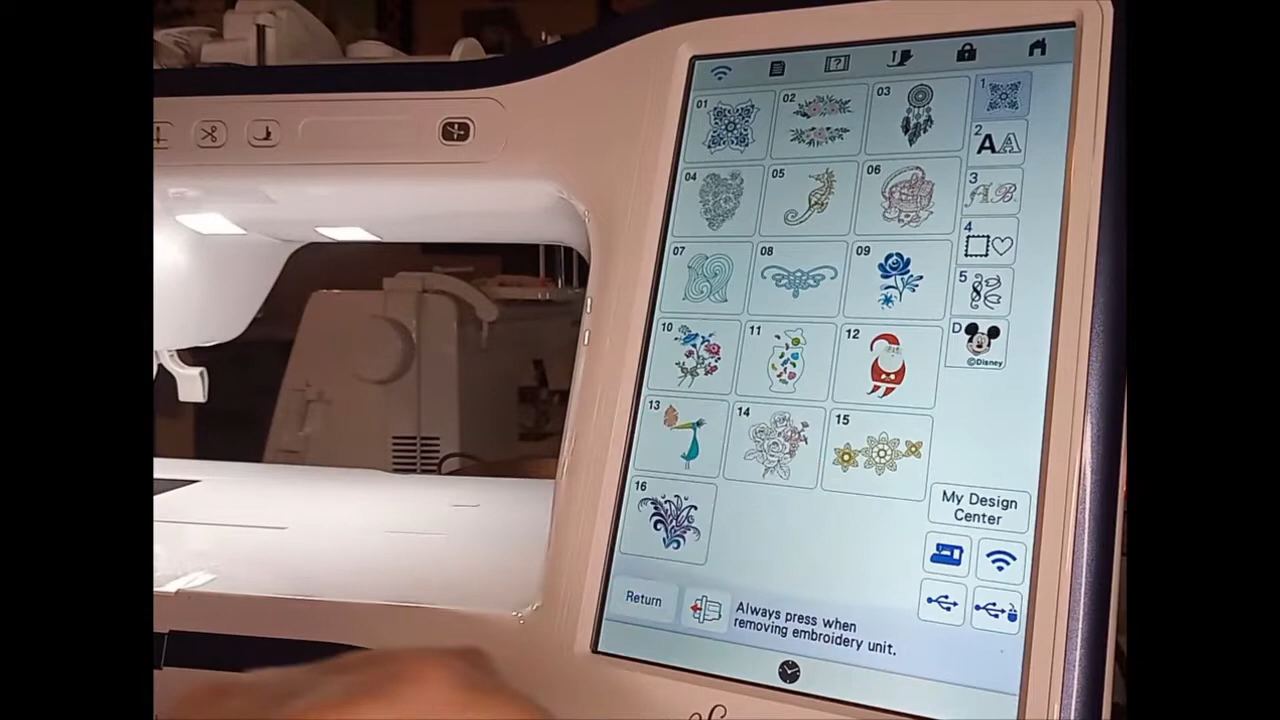 01
02
03
1
2
AA
04
05
06
3
AB
4
07
08
09
5
10
11
12
D
©Disney
13
14
15
16
My Design
Center
Return
Always press when
removing embroidery unit.